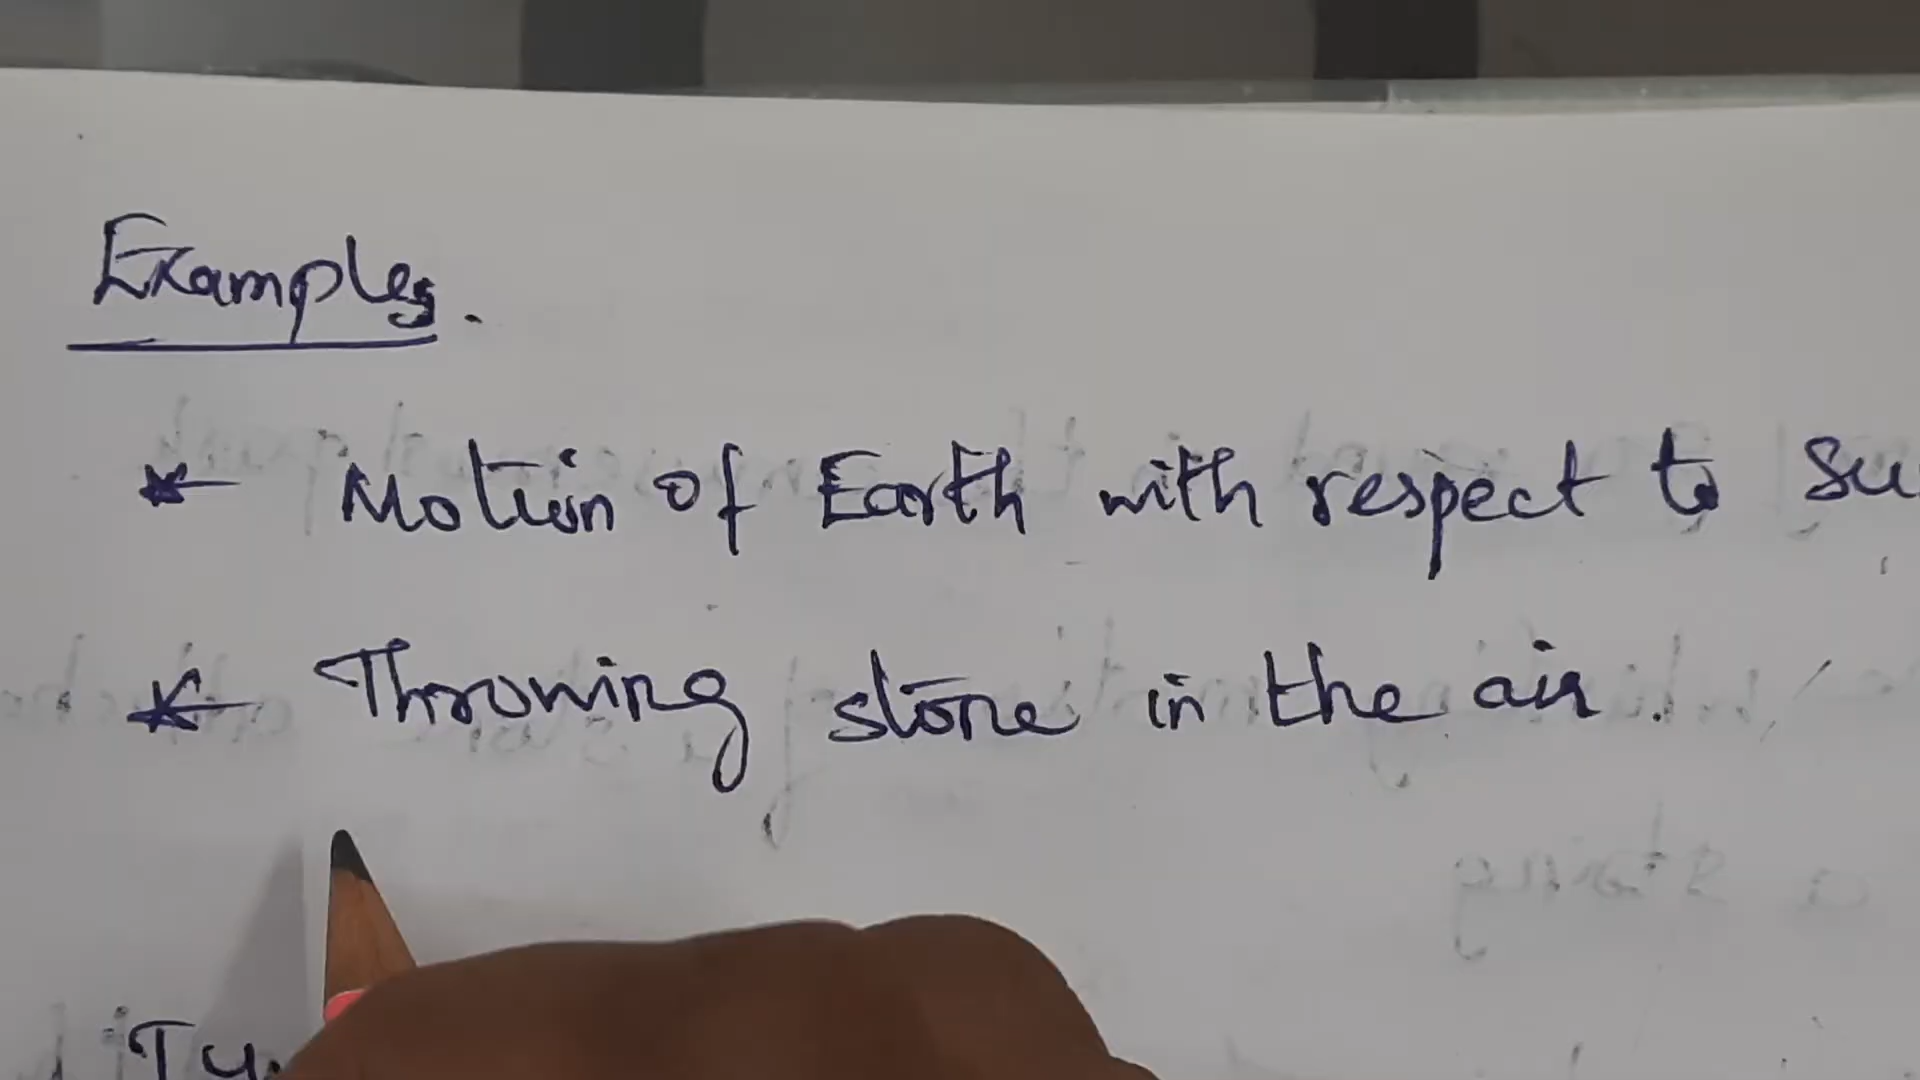 Examples.
* Motion of Earth with respect to
* Throwing stone in the air.